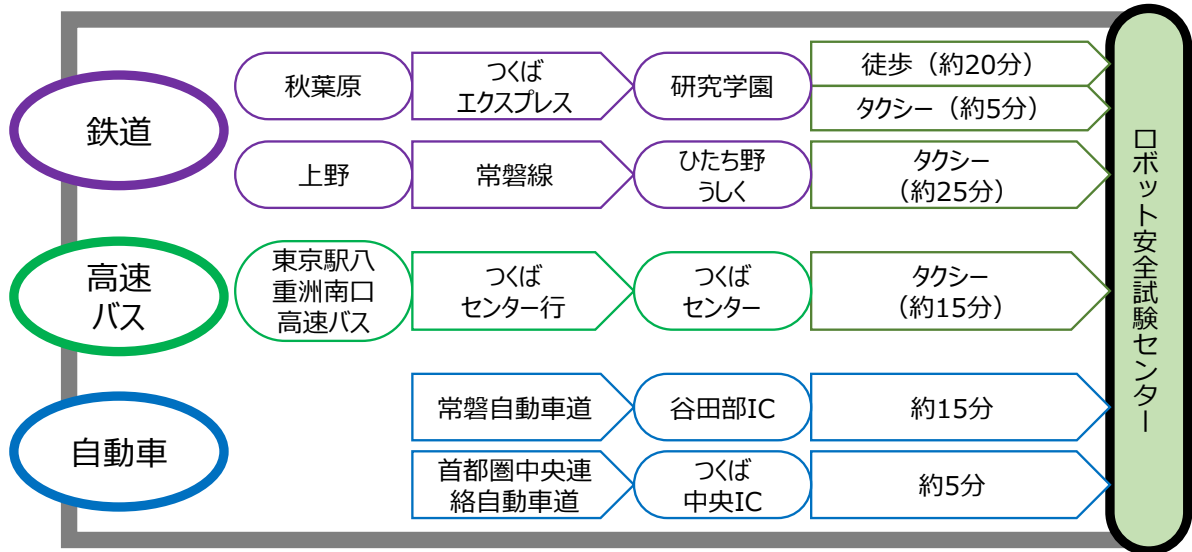 鉄道
秋葉原
つくば
エクスプレス
研究学園
徒歩（約20分）
タクシー（約5分）
上野
常磐線
ひたち野
うしく
タクシー
（約25分）
高速
バス
東京駅八
重洲南口
高速バス
つくば
センター行
つくば
センター
タクシー
（約15分）
自動車
常磐自動車道
谷田部IC
約15分
首都圏中央連
絡自動車道
つくば
中央IC
約5分
ロボット安全試験センター